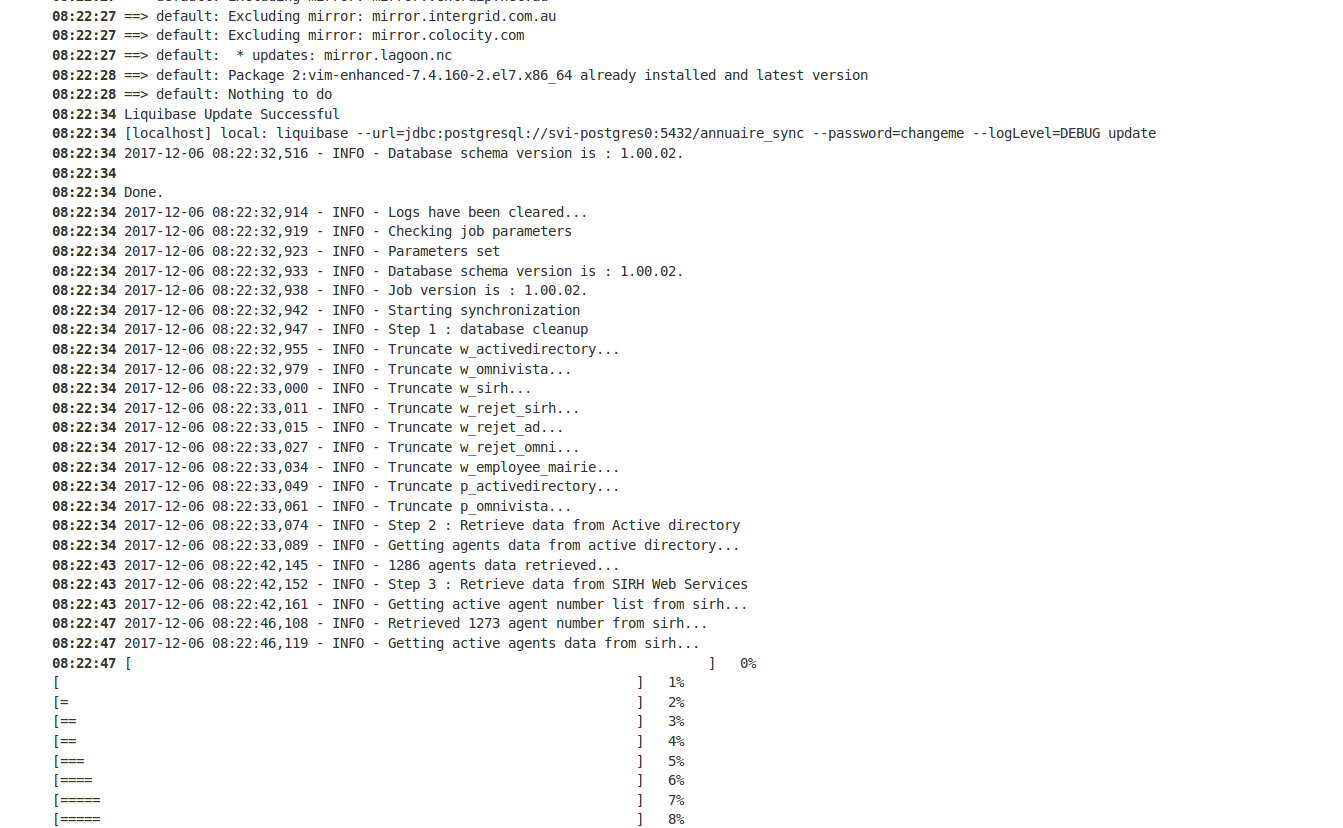 08:22:27 ==> default: Excluding mirror: mirror.intergrid.com.au
08:22:27 ==> default: Excluding mirror: mirror.colocity.com
08:22:27 ==> default:  * updates: mirror.lagoon.nc
08:22:28 ==> default: Package 2:vim-enhanced-7.4.160-2.el7.x86_64 already installed and latest version
08:22:28 ==> default: Nothing to do
08:22:34 Liquibase Update Successful
08:22:34 [localhost] local: liquibase --url=jdbc:postgresql://svi-postgres0:5432/annuaire_sync --password=changeme --logLevel=DEBUG update
08:22:34 2017-12-06 08:22:32,516 - INFO - Database schema version is : 1.00.02.
08:22:34
08:22:34 Done.
08:22:34 2017-12-06 08:22:32,914 - INFO - Logs have been cleared...
08:22:34 2017-12-06 08:22:32,919 - INFO - Checking job parameters
08:22:34 2017-12-06 08:22:32,923 - INFO - Parameters set
08:22:34 2017-12-06 08:22:32,933 - INFO - Database schema version is : 1.00.02.
08:22:34 2017-12-06 08:22:32,938 - INFO - Job version is : 1.00.02.
08:22:34 2017-12-06 08:22:32,942 - INFO - Starting synchronization
08:22:34 2017-12-06 08:22:32,947 - INFO - Step 1 : database cleanup
08:22:34 2017-12-06 08:22:32,955 - INFO - Truncate w_activedirectory...
08:22:34 2017-12-06 08:22:32,979 - INFO - Truncate w_omnivista...
08:22:34 2017-12-06 08:22:33,000 - INFO - Truncate w_sirh...
08:22:34 2017-12-06 08:22:33,011 - INFO - Truncate w_rejet_sirh...
08:22:34 2017-12-06 08:22:33,015 - INFO - Truncate w_rejet_ad...
08:22:34 2017-12-06 08:22:33,027 - INFO - Truncate w_rejet_omni...
08:22:34 2017-12-06 08:22:33,034 - INFO - Truncate w_employee_mairie...
08:22:34 2017-12-06 08:22:33,049 - INFO - Truncate p_activedirectory...
08:22:34 2017-12-06 08:22:33,061 - INFO - Truncate p_omnivista...
08:22:34 2017-12-06 08:22:33,074 - INFO - Step 2 : Retrieve data from Active directory
08:22:34 2017-12-06 08:22:33,089 - INFO - Getting agents data from active directory...
08:22:43 2017-12-06 08:22:42,145 - INFO - 1286 agents data retrieved...
08:22:43 2017-12-06 08:22:42,152 - INFO - Step 3 : Retrieve data from SIRH Web Services
08:22:43 2017-12-06 08:22:42,161 - INFO - Getting active agent number list from sirh...
08:22:47 2017-12-06 08:22:46,108 - INFO - Retrieved 1273 agent number from sirh...
08:22:47 2017-12-06 08:22:46,119 - INFO - Getting active agents data from sirh...
08:22:47 [                                                                        ]   0%
[                                                                        ]   1%
[=                                                                       ]   2%
[==                                                                      ]   3%
[==                                                                      ]   4%
[===                                                                     ]   5%
[====                                                                    ]   6%
[=====                                                                   ]   7%
[=====                                                                   ]   8%